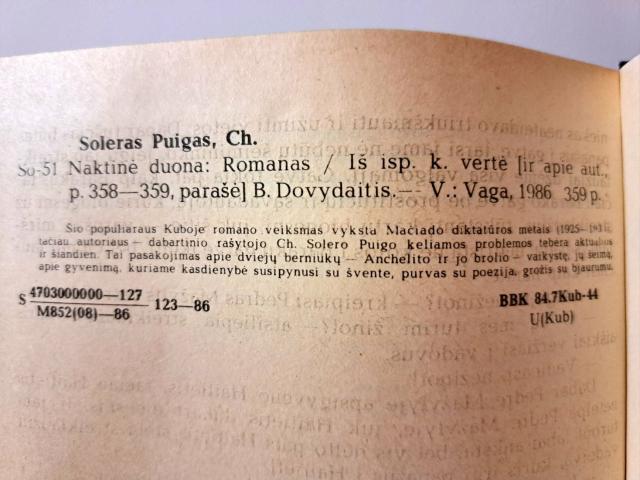 Soleras Puigas, Ch.
So-51 Naktinė duona: Romanas / Iš isp. k. vertė [ir apie aut.,
p. 358—359, parašė] B. Dovydaitis.— V.: Vaga, 1986 359 p.
Šio populiaraus Kuboje romano veiksmas vyksta Mačiado diktatūros metais (1925—
tačiau autoriaus — dabartinio rašytojo Ch. Solero Puigo keliamos problemos tebėra aktualios
ir šiandien. Tai pasakojimas apie dviejų berniukų — Anchelito ir jo brolio — vaikystę, jų šeimą,
apie gyvenimą, kuriame kasdienybė susipynusi su švente, purvas su poezija, grožis su bjaurumu.
S 4703000000—127 123—86 BBK 84.7Kub-44
M852(08)—86 U(Kub)